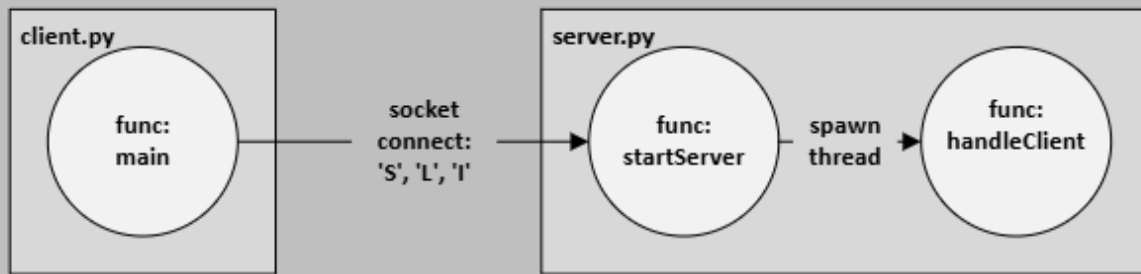 client.py
func:
main
socket
connect:
'S', 'L', 'I'
server.py
func:
startServer
spawn
thread
func:
handleClient